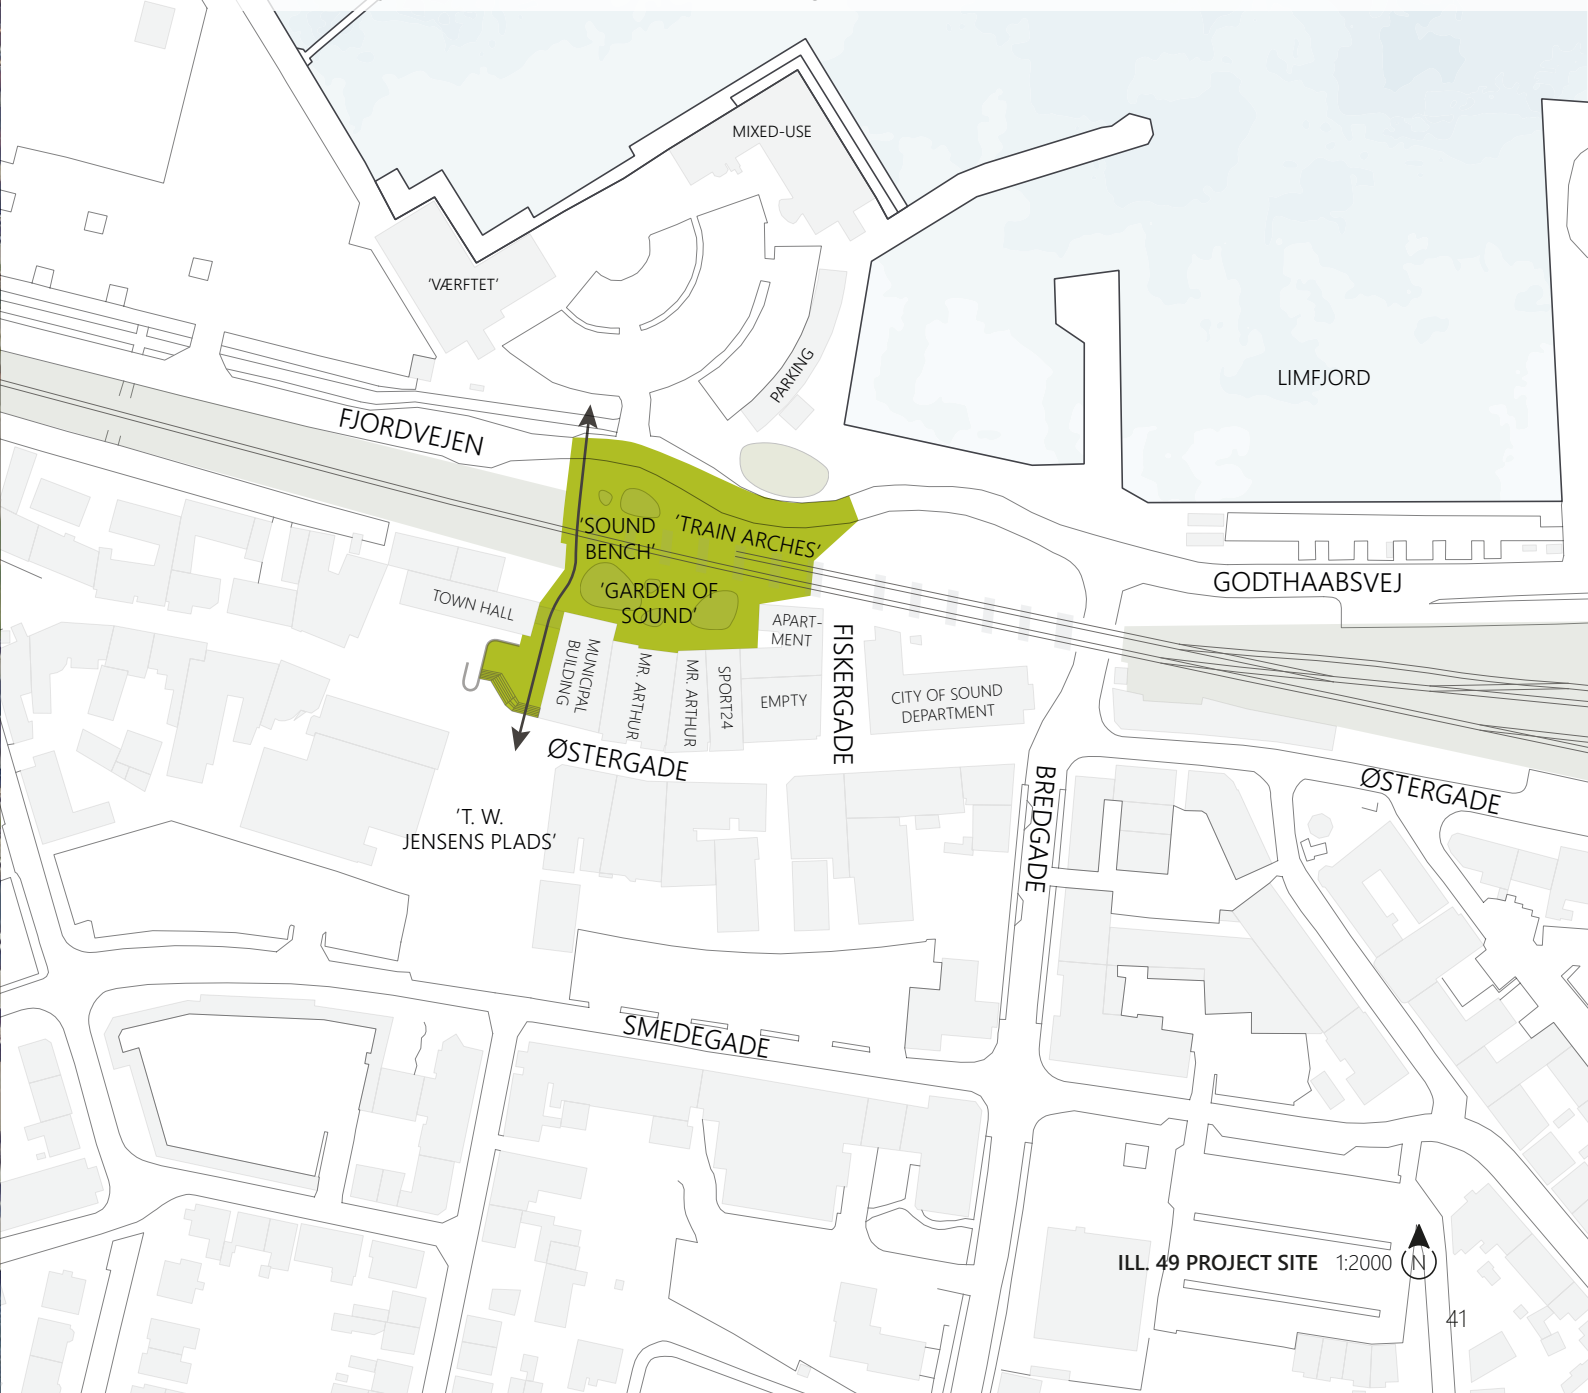 MIXED-USE
'VÆRFTET'
PARKING
LIMFJORD
FJORDVEJEN
'SOUND
BENCH'
'TRAIN ARCHES'
'GARDEN OF
SOUND'
GODTHAABSVEJ
TOWN HALL
MUNICIPAL
BUILDING
MR. ARTHUR
MR. ARTHUR
SPORT24
APART-
MENT
EMPTY
FISKERGADE
CITY OF SOUND
DEPARTMENT
ØSTERGADE
BREDGADE
ØSTERGADE
'T. W.
JENSENS PLADS'
SMEDEGADE
ILL. 49 PROJECT SITE 1:2000 N
41